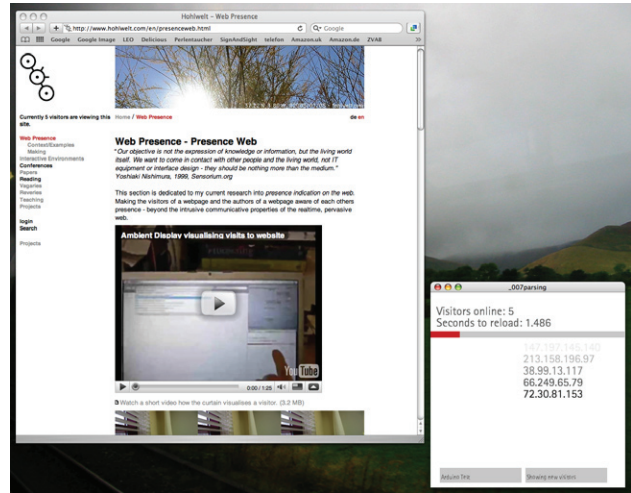 Hohlwelt - Web Presence
http://www.hohlwelt.com/en/presenceweb.html
Google
Google Google Image LEO Delicious Perlentaucher SignAndSight telefon Amazon.uk Amazon.de ZVAB
Currently 5 visitors are viewing this site.
Home / Web Presence
de en
Web Presence
Context/Examples
Making
Interactive Environments
Conferences
Papers
Reading
Vagaries
Reveries
Teaching
Projects
login
Search
Projects
Web Presence - Presence Web
"Our objective is not the expression of knowledge or information, but the living world
itself. We want to come in contact with other people and the living world, not IT
equipment or interface design - they should be nothing more than the medium."
Yoshiaki Nishimura, 1999, Sensorium.org
This section is dedicated to my current research into presence indication on the web.
Making the visitors of a webpage and the authors of a webpage aware of each others
presence - beyond the intrusive communicative properties of the realtime, pervasive
web.
Ambient Display visualising visits to website
You Tube
0:00 / 1:25
Watch a short video how the curtain visualises a visitor. (3.2 MB)
_007parsing
Visitors online: 5
Seconds to reload: 1.486
147.197.145.140
213.158.196.97
38.99.13.117
66.249.65.79
72.30.81.153
Arduino Test
Showing new visitors